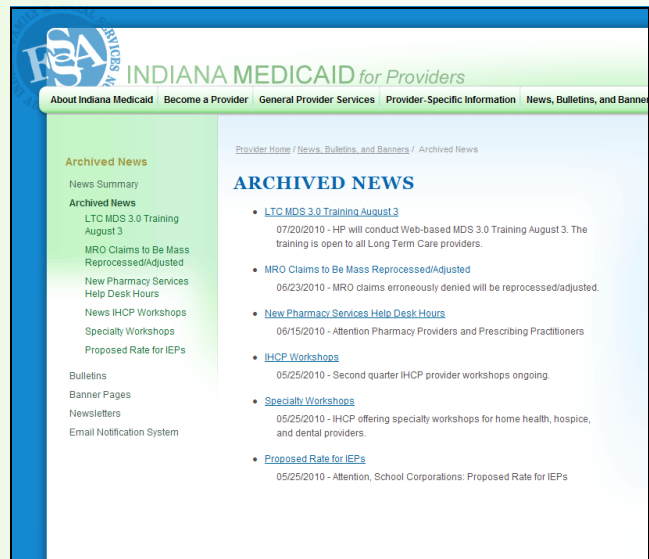 FSSA
INDIANA MEDICAID for Providers
About Indiana Medicaid Become a Provider General Provider Services Provider-Specific Information News, Bulletins, and Banner
Provider Home / News, Bulletins, and Banners / Archived News
Archived News
News Summary
Archived News
LTC MDS 3.0 Training
August 3
MRO Claims to Be Mass
Reprocessed/Adjusted
New Pharmacy Services
Help Desk Hours
News IHCP Workshops
Specialty Workshops
Proposed Rate for IEPs
Bulletins
Banner Pages
Newsletters
Email Notification System
ARCHIVED NEWS
LTC MDS 3.0 Training August 3
07/20/2010 - HP will conduct Web-based MDS 3.0 Training August 3. The
training is open to all Long Term Care providers.
MRO Claims to Be Mass Reprocessed/Adjusted
06/23/2010 - MRO claims erroneously denied will be reprocessed/adjusted.
New Pharmacy Services Help Desk Hours
06/15/2010 - Attention Pharmacy Providers and Prescribing Practitioners
IHCP Workshops
05/25/2010 - Second quarter IHCP provider workshops ongoing.
Specialty Workshops
05/25/2010 - IHCP offering specialty workshops for home health, hospice,
and dental providers.
Proposed Rate for IEPs
05/25/2010 - Attention, School Corporations: Proposed Rate for IEPs